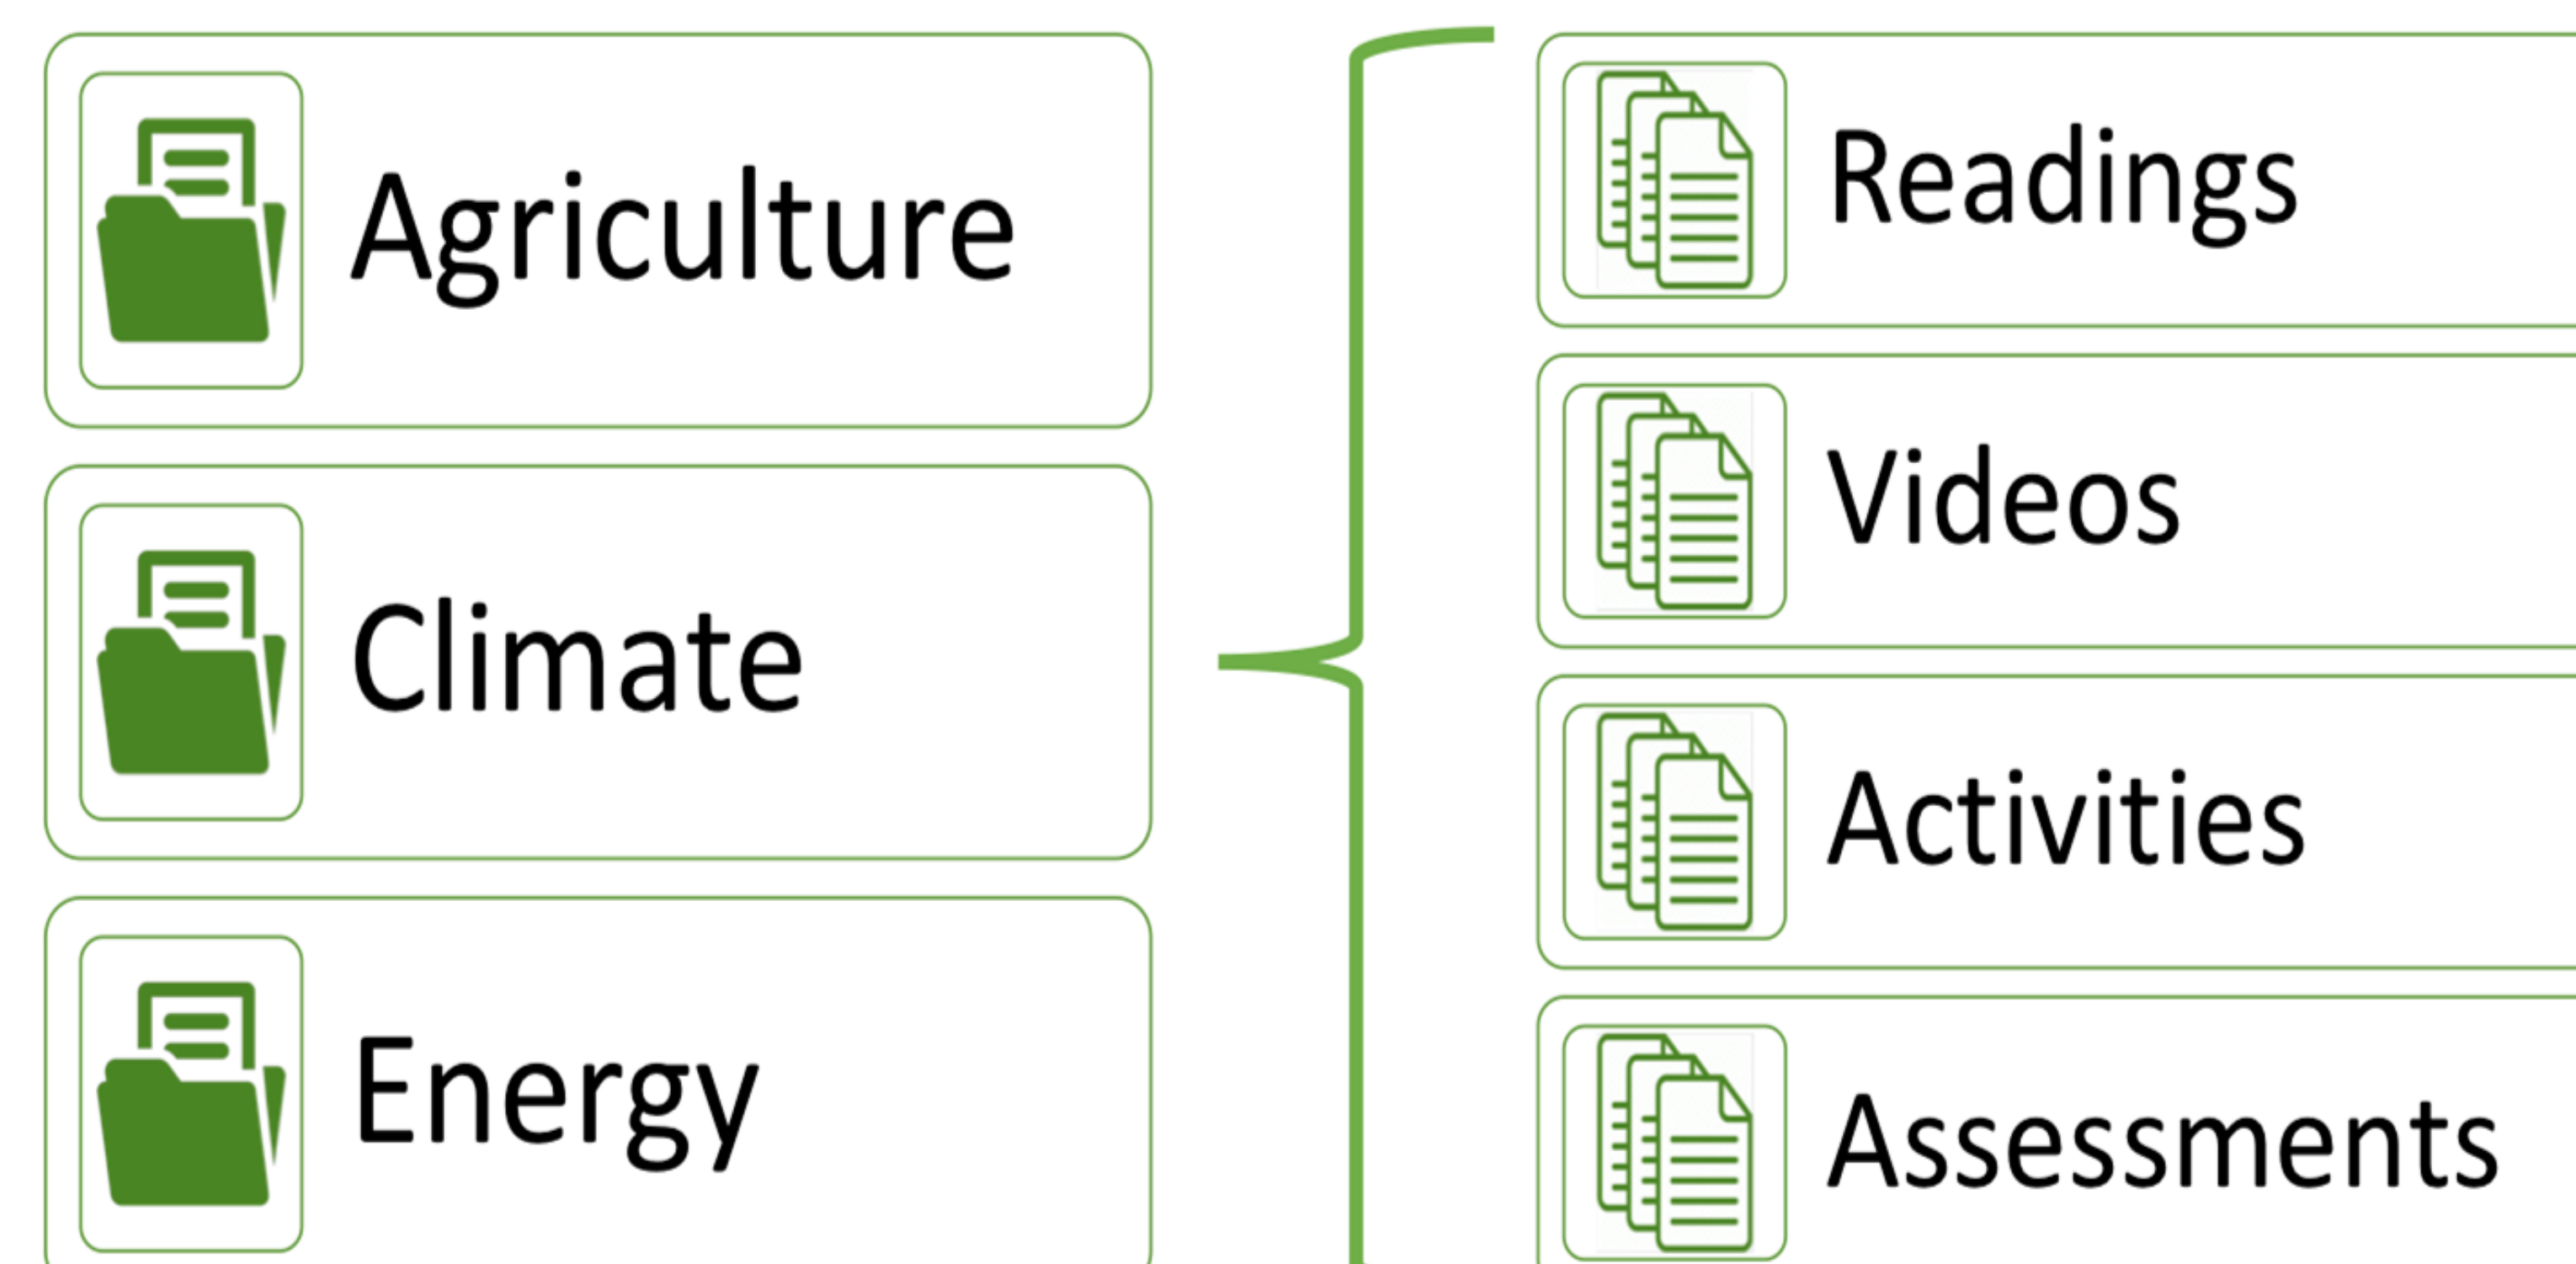 Agriculture
Climate
Energy
Readings
Videos
Activities
Assessments